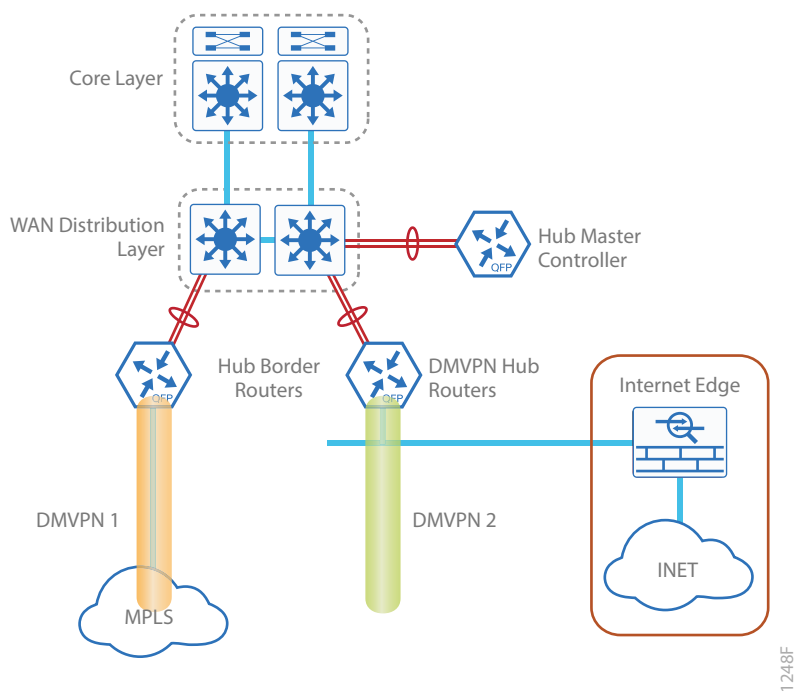 Core Layer
WAN Distribution
Layer
QFP
Hub Master
Controller
QFP
Hub Border
Routers
QFP
DMVPN Hub
Routers
Internet Edge
DMVPN 1
DMVPN 2
INET
MPLS
1248F